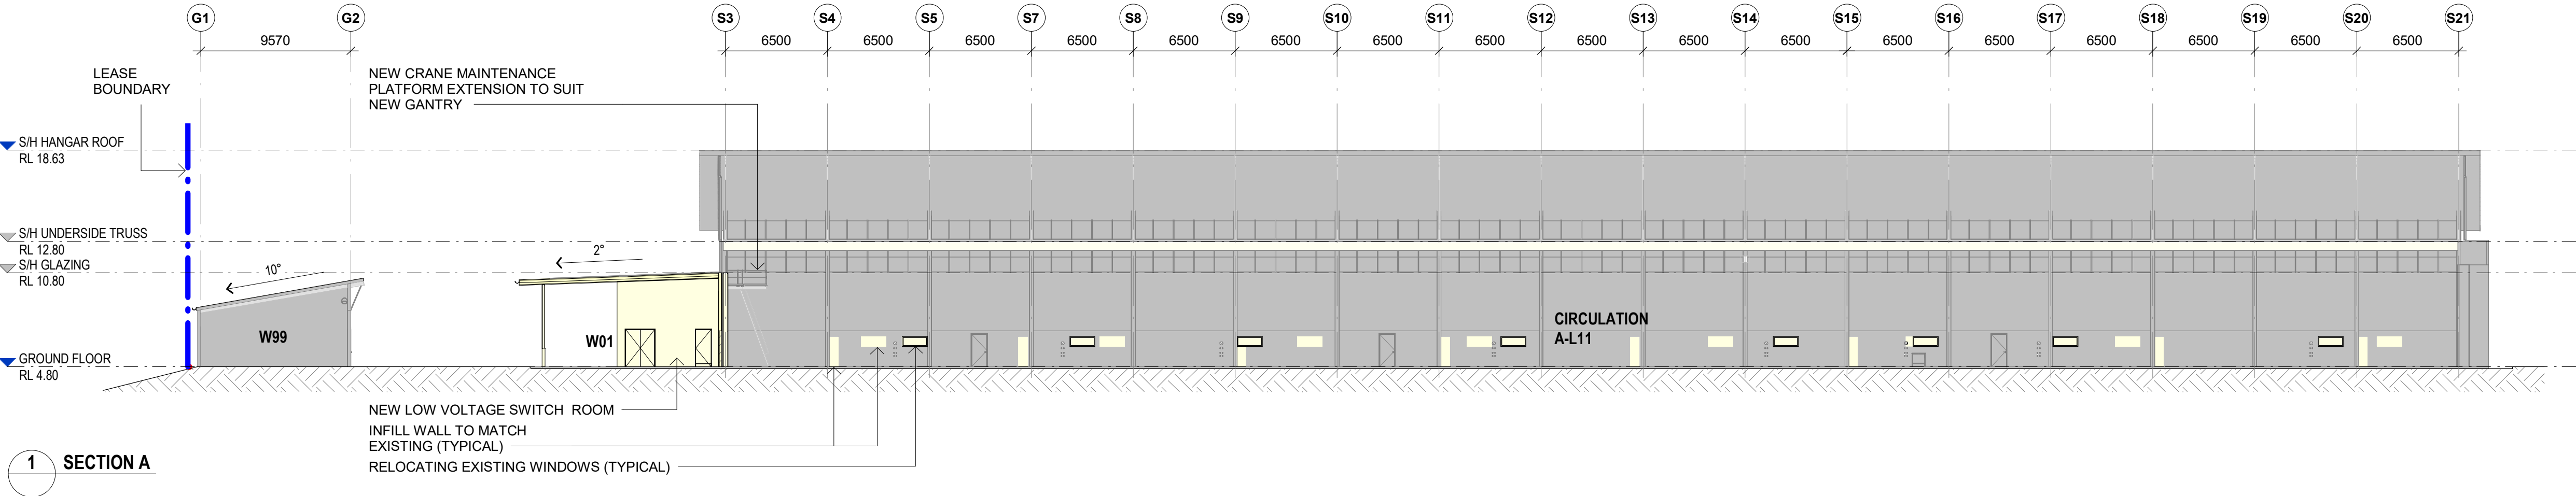 G1 G2 S3 S4 S5 S7 S8 S9 S10 S11 S12 S13 S14 S15 S16 S17 S18 S19 S20 S21
9570 6500 6500 6500 6500 6500 6500 6500 6500 6500 6500 6500 6500 6500 6500 6500 6500 6500
LEASE
BOUNDARY
NEW CRANE MAINTENANCE
PLATFORM EXTENSION TO SUIT
NEW GANTRY
S/H HANGAR ROOF
RL 18.63
S/H UNDERSIDE TRUSS
RL 12.80
S/H GLAZING
RL 10.80
10°
2°
W99
W01
CIRCULATION
A-L11
GROUND FLOOR
RL 4.80
NEW LOW VOLTAGE SWITCH ROOM
INFILL WALL TO MATCH
EXISTING (TYPICAL)
RELOCATING EXISTING WINDOWS (TYPICAL)
1 SECTION A